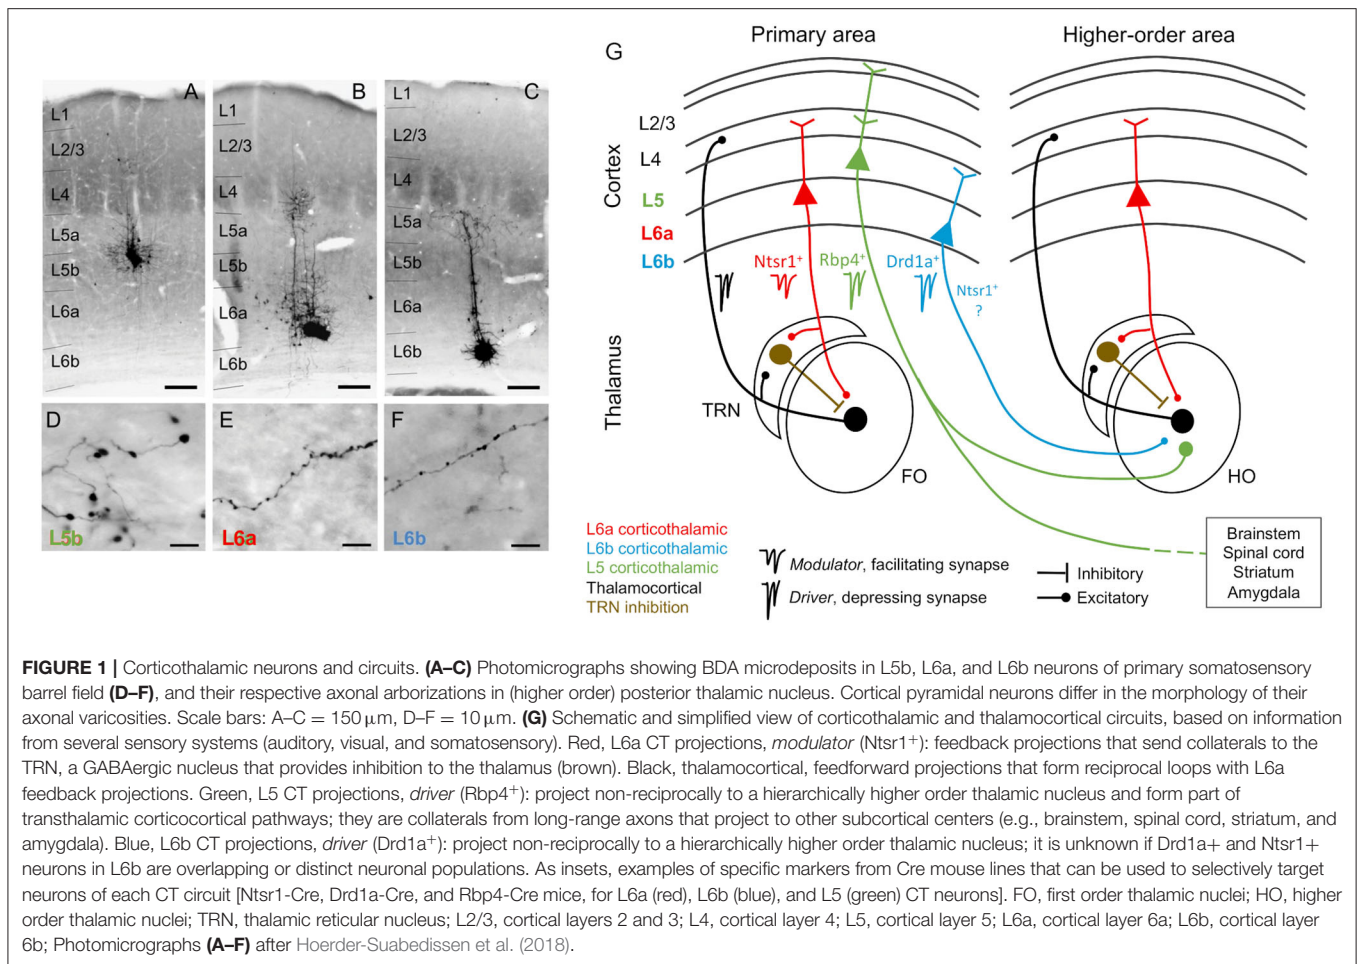 A
L1
L2/3
L4
L5a
L5b
L6a
L6b
B
L1
L2/3
L4
L5a
L5b
L6a
L6b
C
L1
L2/3
L4
L5a
L5b
L6a
L6b
D
L5b
E
L6a
F
L6b
G
Primary area
Higher-order area
Cortex
L2/3
L4
L5
L6a
L6b
Ntsr1+
Rbp4+
Drd1a+
Ntsr1+
?
Thalamus
TRN
FO
HO
L6a corticothalamic
L6b corticothalamic
L5 corticothalamic
Thalamocortical
TRN inhibition
Modulator, facilitating synapse
Driver, depressing synapse
Inhibitory
Excitatory
Brainstem
Spinal cord
Striatum
Amygdala
FIGURE 1 | Corticothalamic neurons and circuits. (A–C) Photomicrographs showing BDA microdeposits in L5b, L6a, and L6b neurons of primary somatosensory
barrel field (D–F), and their respective axonal arborizations in (higher order) posterior thalamic nucleus. Cortical pyramidal neurons differ in the morphology of their
axonal varicosities. Scale bars: A–C = 150 μm, D–F = 10 μm. (G) Schematic and simplified view of corticothalamic and thalamocortical circuits, based on information
from several sensory systems (auditory, visual, and somatosensory). Red, L6a CT projections, modulator (Ntsr1+): feedback projections that send collaterals to the
TRN, a GABAergic nucleus that provides inhibition to the thalamus (brown). Black, thalamocortical, feedforward projections that form reciprocal loops with L6a
feedback projections. Green, L5 CT projections, driver (Rbp4+): project non-reciprocally to a hierarchically higher order thalamic nucleus and form part of
transthalamic corticocortical pathways; they are collaterals from long-range axons that project to other subcortical centers (e.g., brainstem, spinal cord, striatum, and
amygdala). Blue, L6b CT projections, driver (Drd1a+): project non-reciprocally to a hierarchically higher order thalamic nucleus; it is unknown if Drd1a+ and Ntsr1+
neurons in L6b are overlapping or distinct neuronal populations. As insets, examples of specific markers from Cre mouse lines that can be used to selectively target
neurons of each CT circuit [Ntsr1-Cre, Drd1a-Cre, and Rbp4-Cre mice, for L6a (red), L6b (blue), and L5 (green) CT neurons]. FO, first order thalamic nuclei; HO, higher
order thalamic nuclei; TRN, thalamic reticular nucleus; L2/3, cortical layers 2 and 3; L4, cortical layer 4; L5, cortical layer 5; L6a, cortical layer 6a; L6b, cortical layer
6b; Photomicrographs (A–F) after Hoerder-Suabedissen et al. (2018).